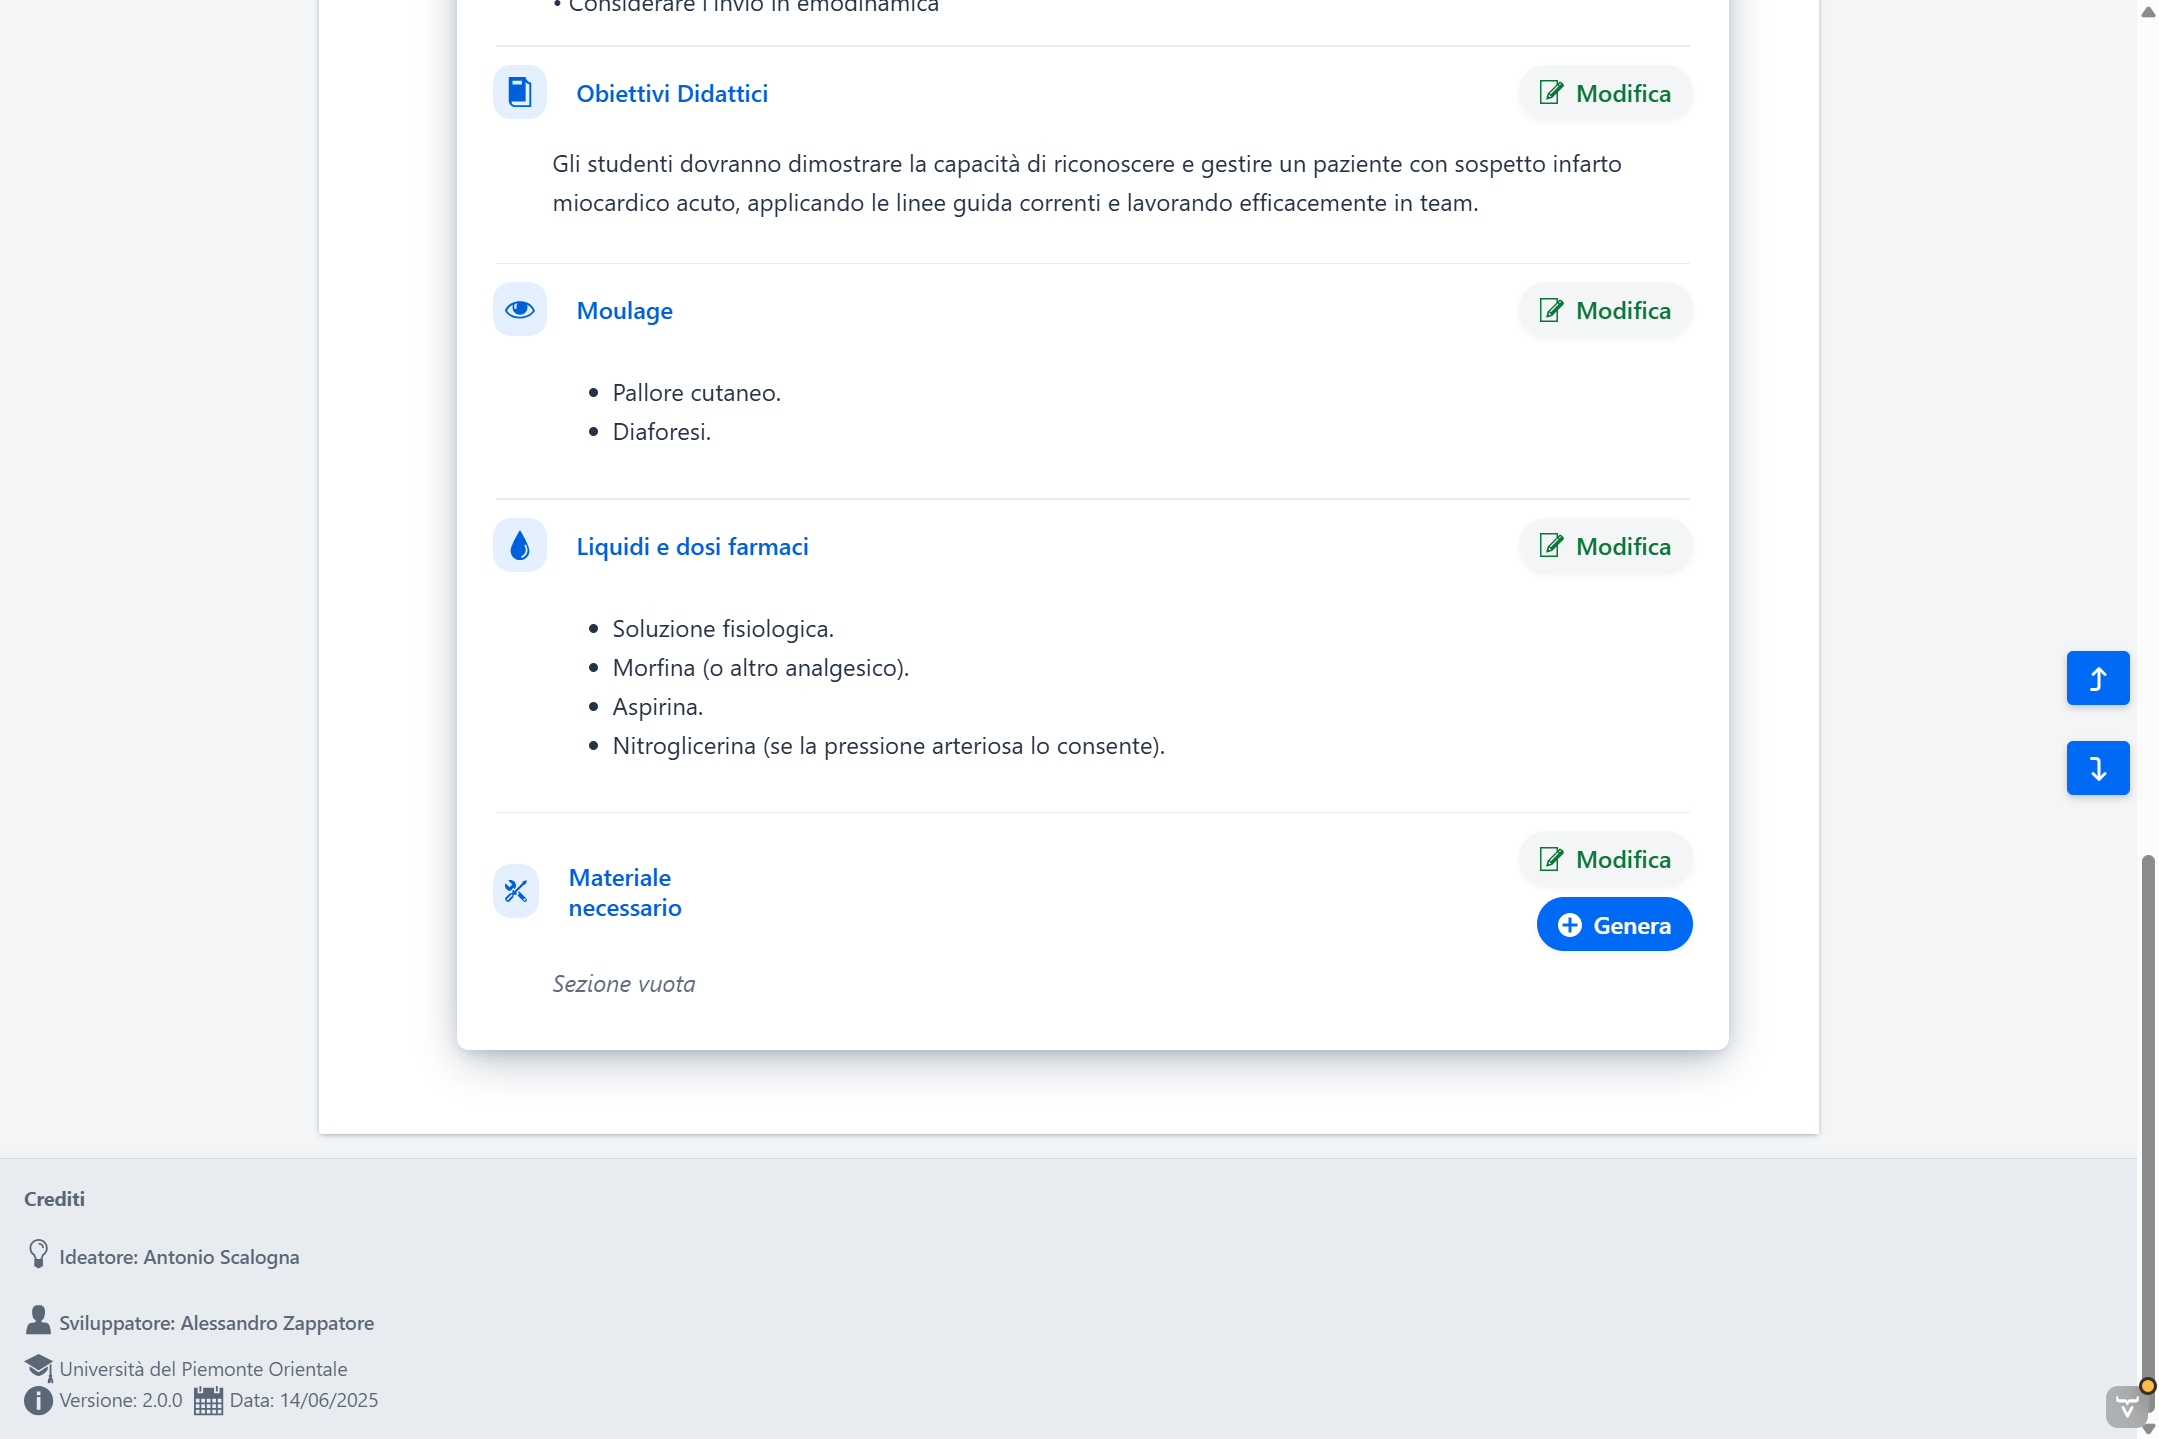 • Considerare l'invio in emodinamica
Obiettivi Didattici
Modifica
Gli studenti dovranno dimostrare la capacità di riconoscere e gestire un paziente con sospetto infarto
miocardico acuto, applicando le linee guida correnti e lavorando efficacemente in team.
Moulage
Modifica
• Pallore cutaneo.
• Diaforesi.
Liquidi e dosi farmaci
Modifica
• Soluzione fisiologica.
• Morfina (o altro analgesico).
• Aspirina.
• Nitroglicerina (se la pressione arteriosa lo consente).
Materiale
necessario
Modifica
Genera
Sezione vuota
Crediti
Ideatore: Antonio Scalogna
Sviluppatore: Alessandro Zappatore
Università del Piemonte Orientale
Versione: 2.0.0 Data: 14/06/2025